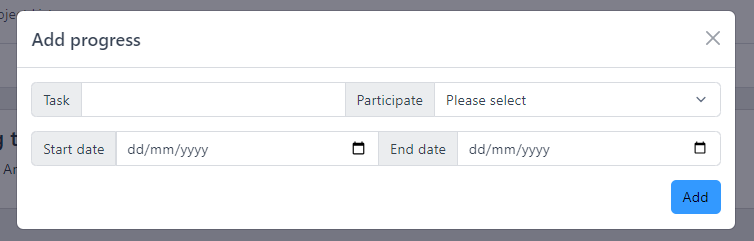 Add progress
Task Participate Please select
Start date dd/mm/yyyy End date dd/mm/yyyy
Add